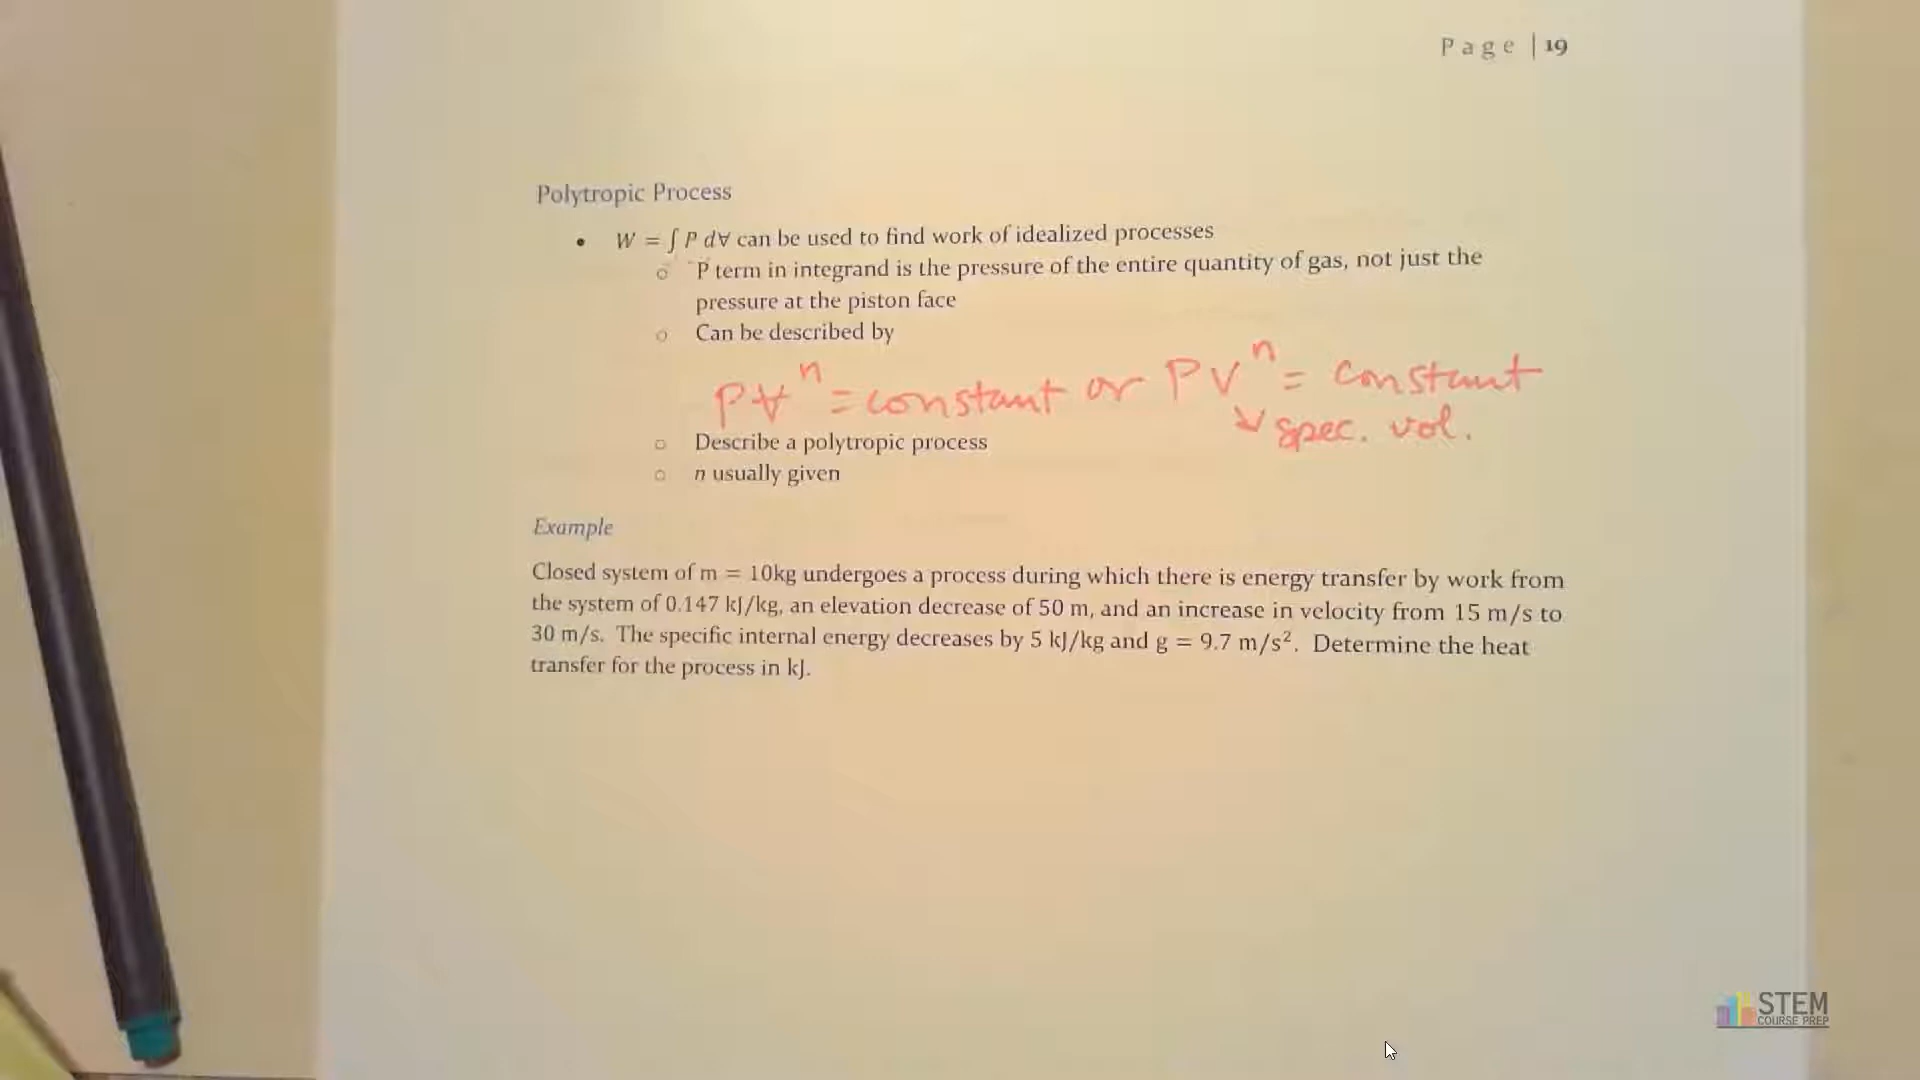 Page | 19
Polytropic Process
• W = ∫ P dV̶ can be used to find work of idealized processes
o P term in integrand is the pressure of the entire quantity of gas, not just the
pressure at the piston face
o Can be described by
PV̶ⁿ = constant or Pvⁿ = constant
↘ spec. vol.
o Describe a polytropic process
o n usually given
Example
Closed system of m = 10kg undergoes a process during which there is energy transfer by work from
the system of 0.147 kJ/kg, an elevation decrease of 50 m, and an increase in velocity from 15 m/s to
30 m/s. The specific internal energy decreases by 5 kJ/kg and g = 9.7 m/s². Determine the heat
transfer for the process in kJ.
STEM
COURSE PREP